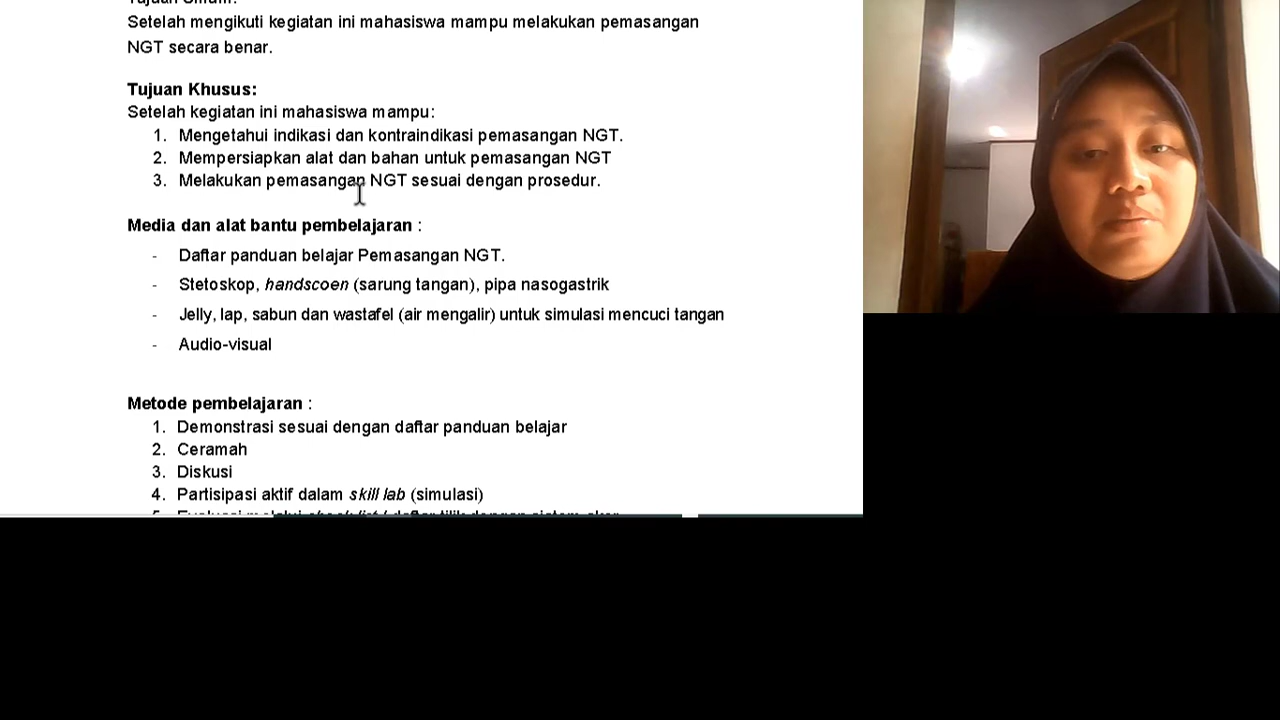 Tujuan Umum:
Setelah mengikuti kegiatan ini mahasiswa mampu melakukan pemasangan
NGT secara benar.
Tujuan Khusus:
Setelah kegiatan ini mahasiswa mampu:
1. Mengetahui indikasi dan kontraindikasi pemasangan NGT.
2. Mempersiapkan alat dan bahan untuk pemasangan NGT
3. Melakukan pemasangan NGT sesuai dengan prosedur.
Media dan alat bantu pembelajaran :
- Daftar panduan belajar Pemasangan NGT.
- Stetoskop, handscoen (sarung tangan), pipa nasogastrik
- Jelly, lap, sabun dan wastafel (air mengalir) untuk simulasi mencuci tangan
- Audio-visual
Metode pembelajaran :
1. Demonstrasi sesuai dengan daftar panduan belajar
2. Ceramah
3. Diskusi
4. Partisipasi aktif dalam skill lab (simulasi)